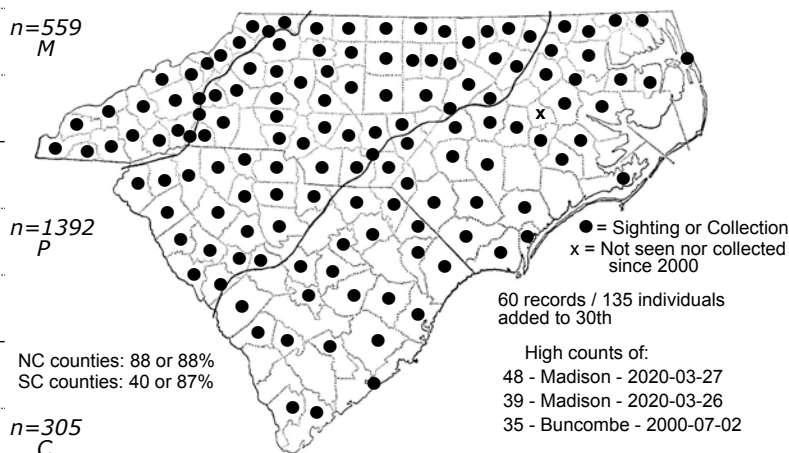 n=559
M
n=1392
P
n=305
C
x
● = Sighting or Collection
x = Not seen nor collected
since 2000
60 records / 135 individuals
added to 30th
NC counties: 88 or 88%
SC counties: 40 or 87%
High counts of:
48 - Madison - 2020-03-27
39 - Madison - 2020-03-26
35 - Buncombe - 2000-07-02